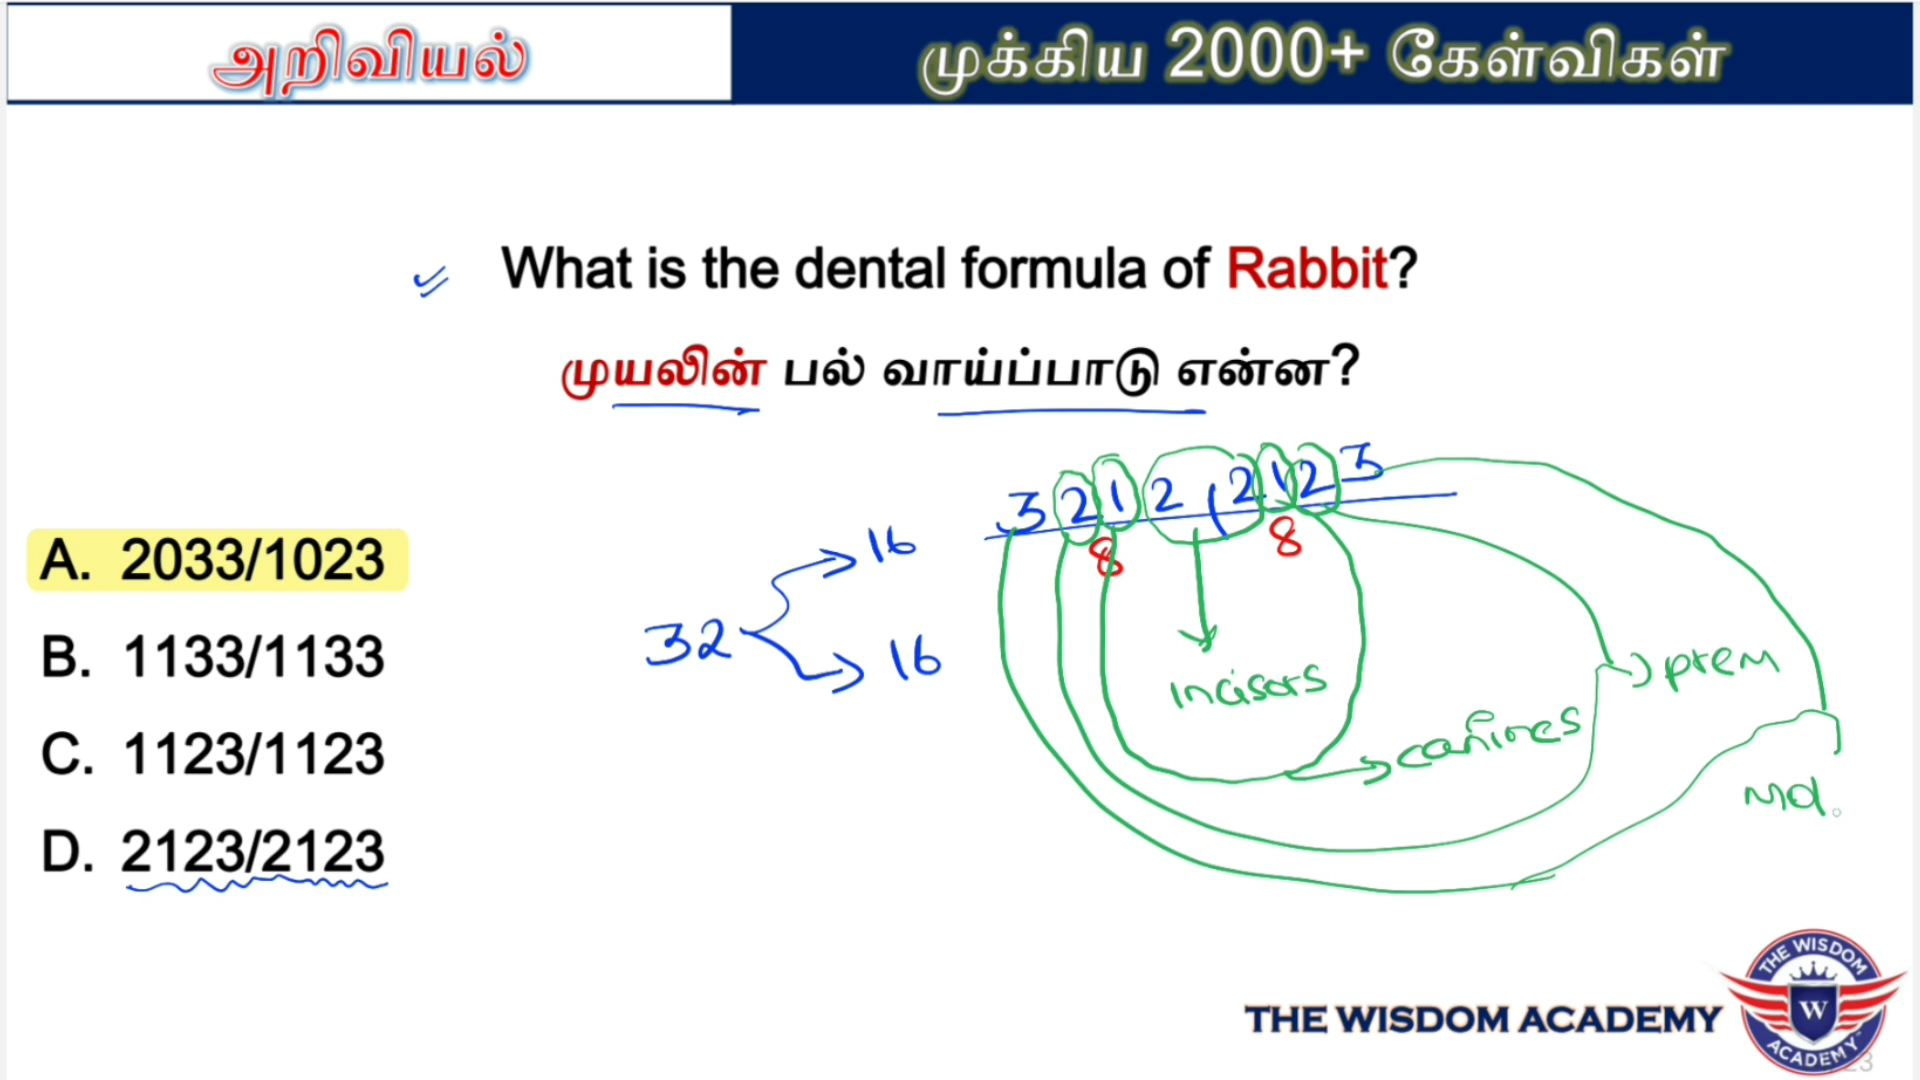 அறிவியல்
முக்கிய 2000+ கேள்விகள்
What is the dental formula of Rabbit?
முயலின் பல் வாய்ப்பாடு என்ன?
3 2 1 2 | 2 1 2 3
8 8
A. 2033/1023
B. 1133/1133
C. 1123/1123
D. 2123/2123
32
16
16
Incisors
canines
prem
Mol.
THE WISDOM ACADEMY
THE WISDOM
W
ACADEMY
23